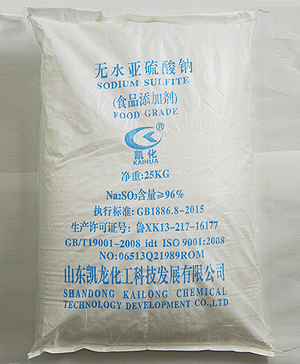 无水亚硫酸钠
SODIUM SULFITE
(食品添加剂)
FOOD GRADE
®
凯化
KAIHUA
净重:25KG
Na₂SO₃含量≥96%
执行标准:GB1886.8-2015
生产许可证号: 鲁XK13-217-16177
GB/T19001-2008 idt ISO 9001:2008
NO:06513Q21989ROM
山东凯龙化工科技发展有限公司
SHANDONG KAILONG CHEMICAL
TECHNOLOGY DEVELOPMENT CO.,LTD